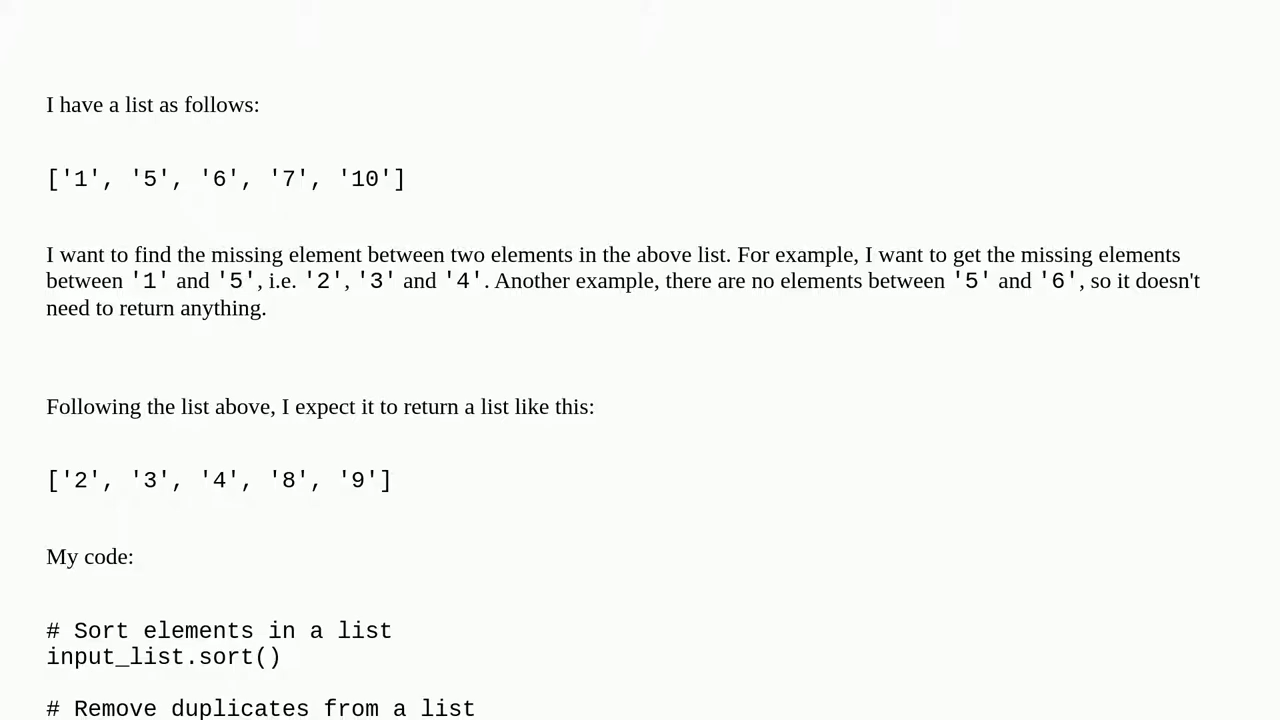 I have a list as follows:
['1', '5', '6', '7', '10']
I want to find the missing element between two elements in the above list. For example, I want to get the missing elements
between '1' and '5', i.e. '2', '3' and '4'. Another example, there are no elements between '5' and '6', so it doesn't
need to return anything.
Following the list above, I expect it to return a list like this:
['2', '3', '4', '8', '9']
My code:
# Sort elements in a list
input_list.sort()
# Remove duplicates from a list